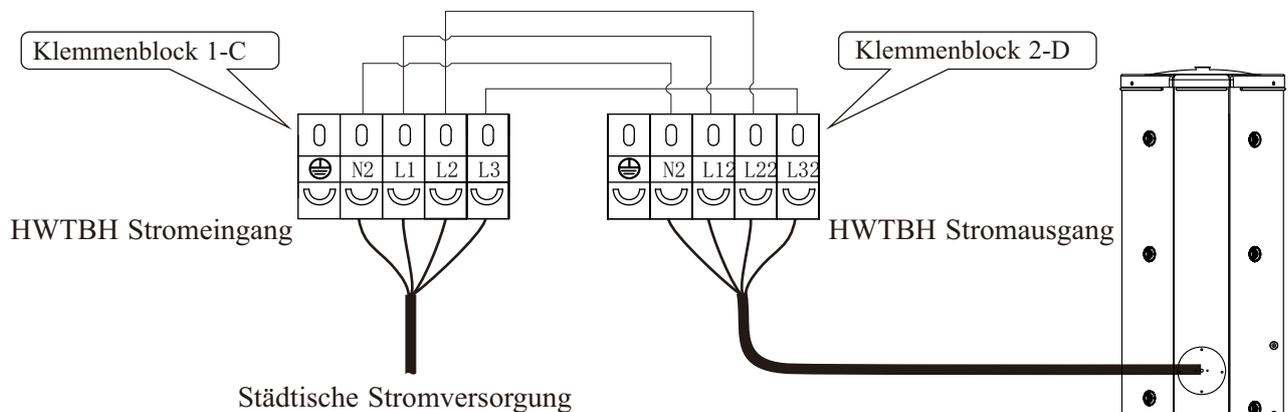 Klemmenblock 1-C
Klemmenblock 2-D
N2 L1 L2 L3
N2 L12 L22 L32
HWTBH Stromeingang
HWTBH Stromausgang
Städtische Stromversorgung